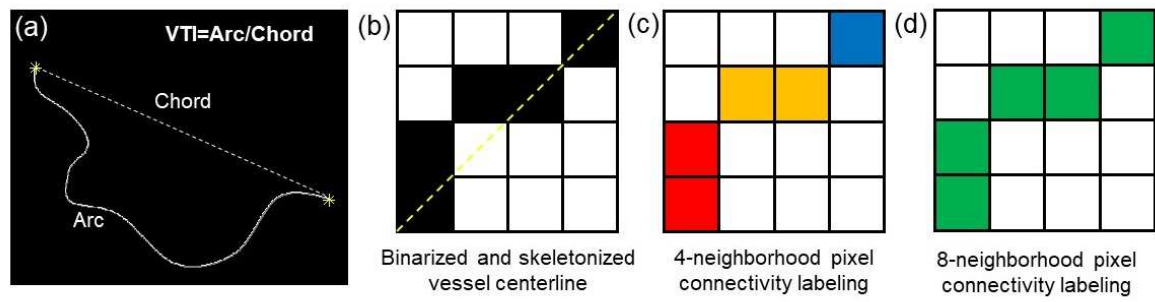 (a)
VTI=Arc/Chord
Chord
Arc
(b)
Binarized and skeletonized
vessel centerline
(c)
4-neighborhood pixel
connectivity labeling
(d)
8-neighborhood pixel
connectivity labeling